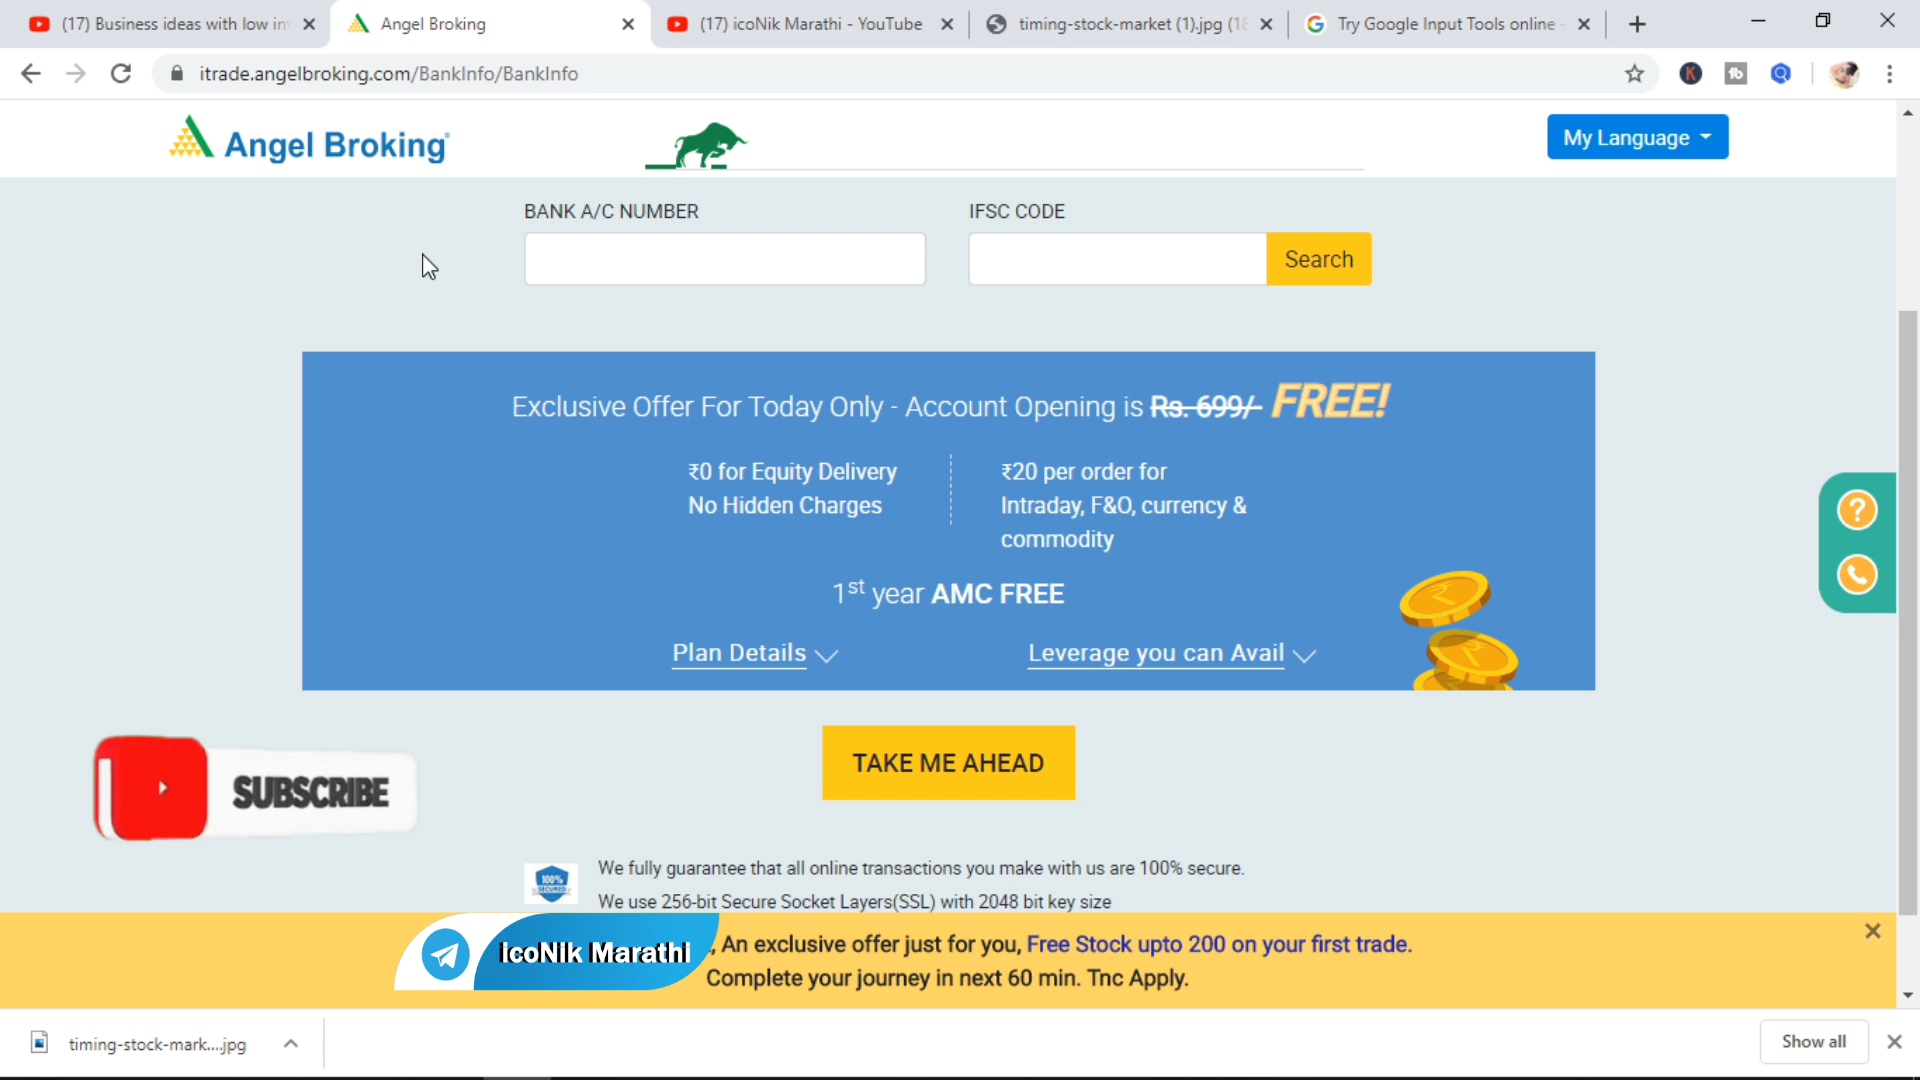 (17) Business ideas with low in
Angel Broking
(17) icoNik Marathi - YouTube
timing-stock-market (1).jpg (18
Try Google Input Tools online -
itrade.angelbroking.com/BankInfo/BankInfo
K
tb
Angel Broking
My Language
BANK A/C NUMBER
IFSC CODE
Search
Exclusive Offer For Today Only - Account Opening is Rs. 699/- FREE!
₹0 for Equity Delivery
No Hidden Charges
₹20 per order for
Intraday, F&O, currency &
commodity
1st year AMC FREE
Plan Details
Leverage you can Avail
TAKE ME AHEAD
SUBSCRIBE
100%
SECURED
We fully guarantee that all online transactions you make with us are 100% secure.
We use 256-bit Secure Socket Layers(SSL) with 2048 bit key size
icoNik Marathi
, An exclusive offer just for you, Free Stock upto 200 on your first trade.
Complete your journey in next 60 min. Tnc Apply.
timing-stock-mark....jpg
Show all